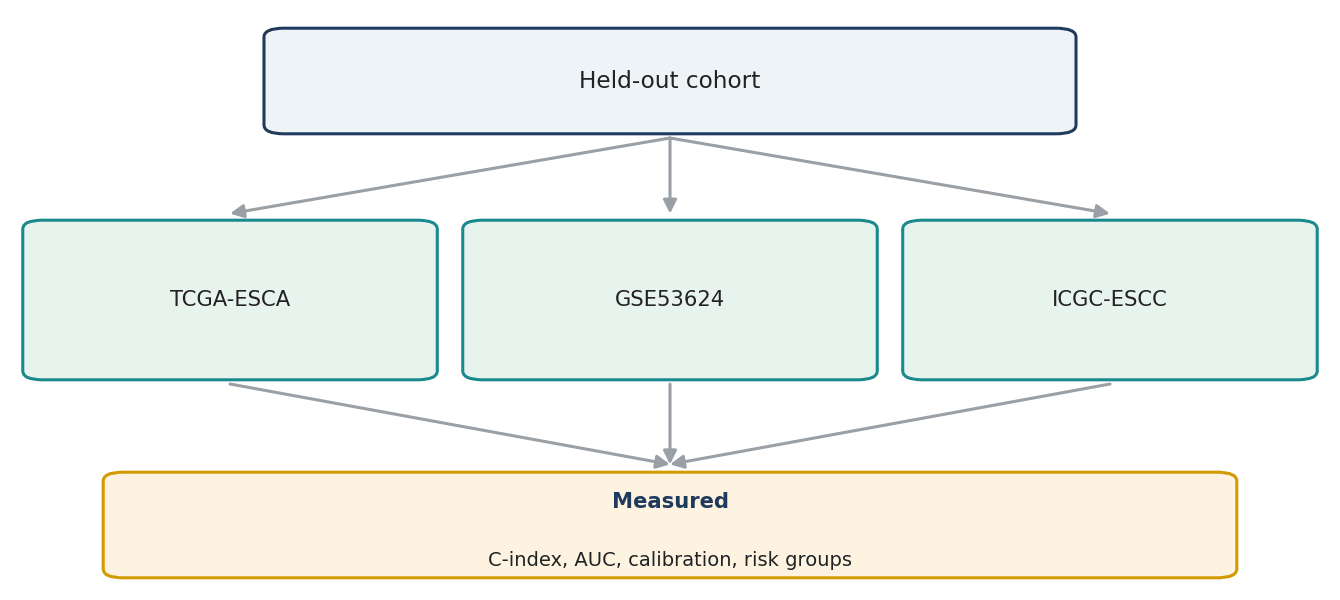 Held-out cohort
TCGA-ESCA
GSE53624
ICGC-ESCC
Measured
C-index, AUC, calibration, risk groups